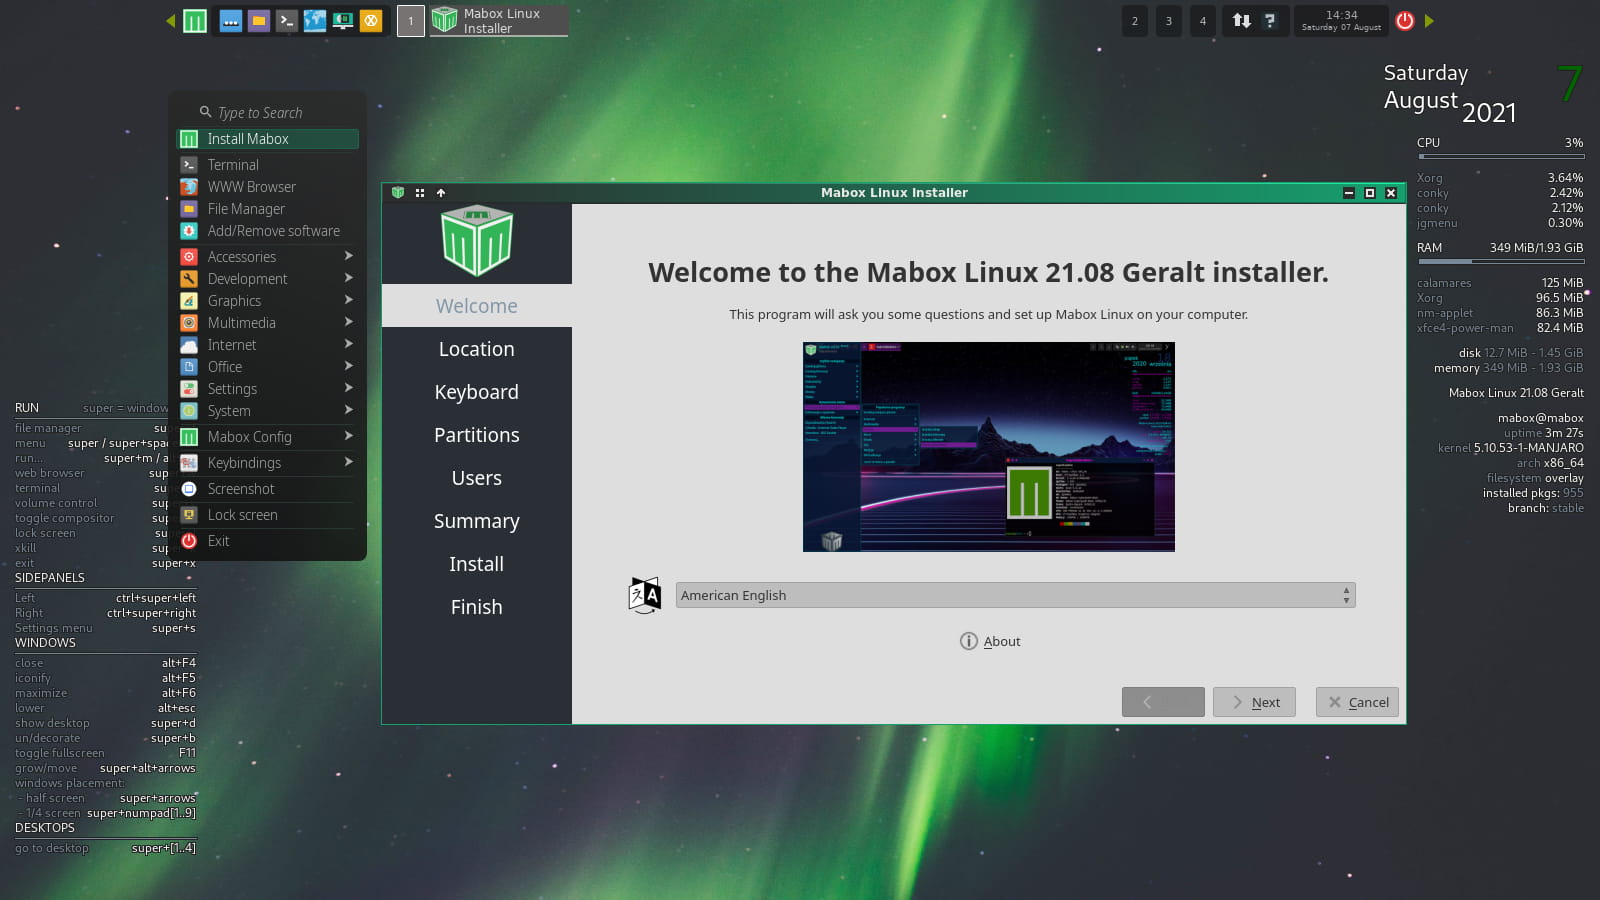 1
Mabox Linux
Installer
2
3
4
14:34
Saturday 07 August
Saturday
August 2021
7
CPU 3%
Xorg 3.64%
conky 2.42%
conky 2.12%
jgmenu 0.30%
RAM 349 MiB/1.93 GiB
calamares 125 MiB
Xorg 96.5 MiB
nm-applet 86.3 MiB
xfce4-power-man 82.4 MiB
disk 12.7 MiB - 1.45 GiB
memory 349 MiB - 1.93 GiB
Mabox Linux 21.08 Geralt
mabox@mabox
uptime 3m 27s
kernel 5.10.53-1-MANJARO
arch x86_64
filesystem overlay
installed pkgs: 955
branch: stable
Type to Search
Install Mabox
Terminal
WWW Browser
File Manager
Add/Remove software
Accessories
Development
Graphics
Multimedia
Internet
Office
Settings
System
Mabox Config
Keybindings
Screenshot
Lock screen
Exit
RUN super = window
file manager
menu super / super+spac
run... super+m / al
web browser
terminal
volume control
toggle compositor
lock screen
xkill
exit super+x
SIDEPANELS
Left ctrl+super+left
Right ctrl+super+right
Settings menu super+s
WINDOWS
close alt+F4
iconify alt+F5
maximize alt+F6
lower alt+esc
show desktop super+d
un/decorate super+b
toggle fullscreen F11
grow/move super+alt+arrows
windows placement:
- half screen super+arrows
- 1/4 screen super+numpad[1..9]
DESKTOPS
go to desktop super+[1..4]
Mabox Linux Installer
Welcome
Location
Keyboard
Partitions
Users
Summary
Install
Finish
Welcome to the Mabox Linux 21.08 Geralt installer.
This program will ask you some questions and set up Mabox Linux on your computer.
American English
About
Next
Cancel